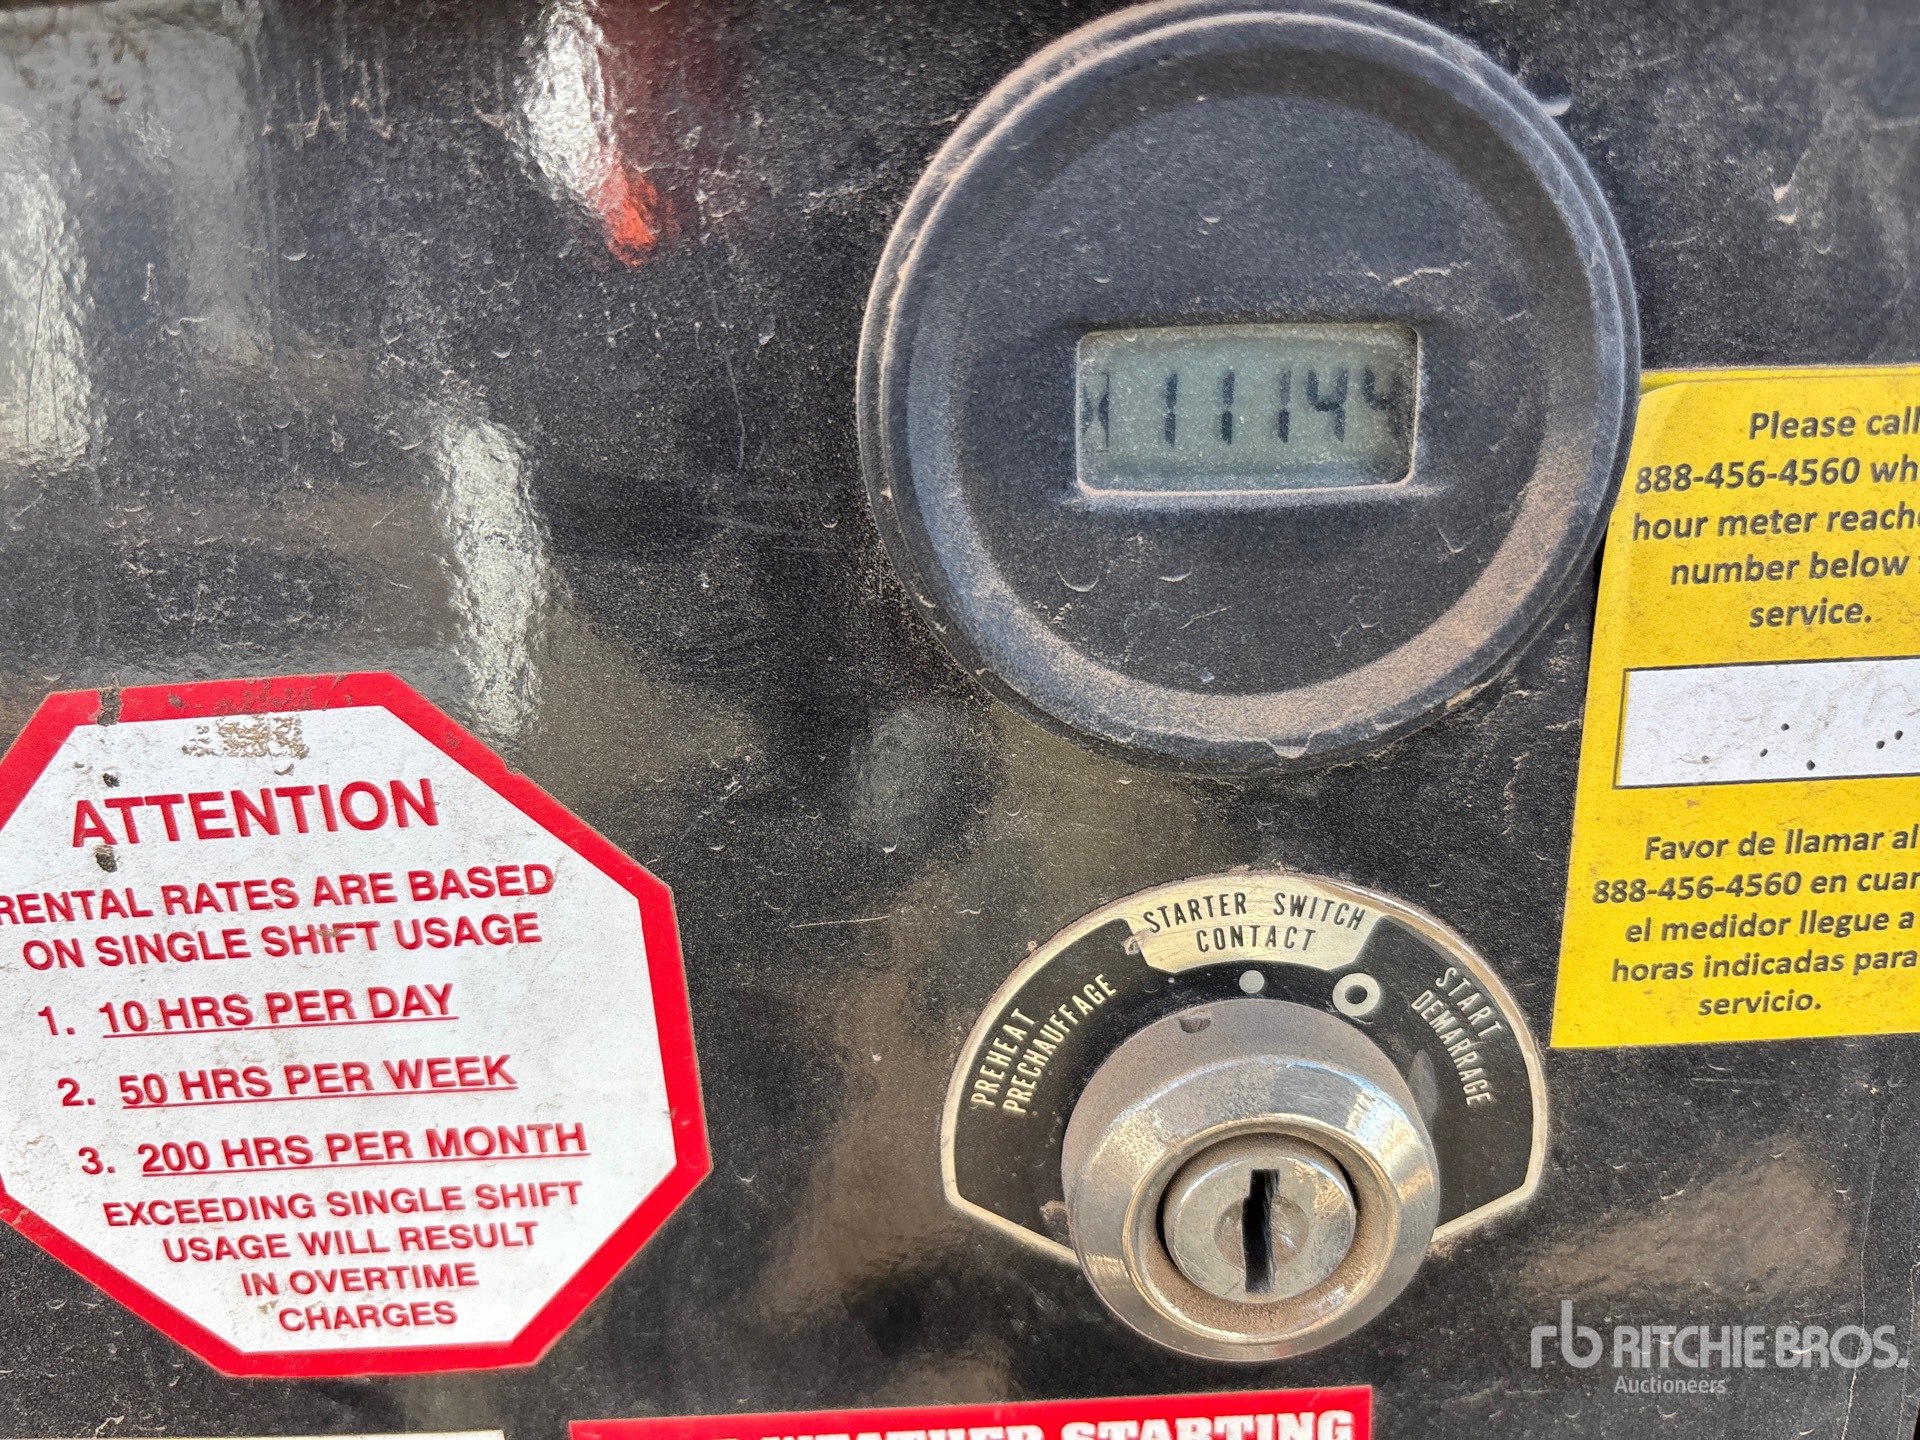 11144
Please call
888-456-4560
hour meter
number below
service.
Favor de llamar al
888-456-4560 en
el medidor llegue a
horas indicadas para
servicio.
ATTENTION
RENTAL RATES ARE BASED
ON SINGLE SHIFT USAGE
1. 10 HRS PER DAY
2. 50 HRS PER WEEK
3. 200 HRS PER MONTH
EXCEEDING SINGLE SHIFT
USAGE WILL RESULT
IN OVERTIME
CHARGES
STARTER SWITCH
CONTACT
PREHEAT
PRECHAUFFAGE
START
DEMARRAGE
WEATHER STARTING
rb RITCHIE BROS.
Auctioneers